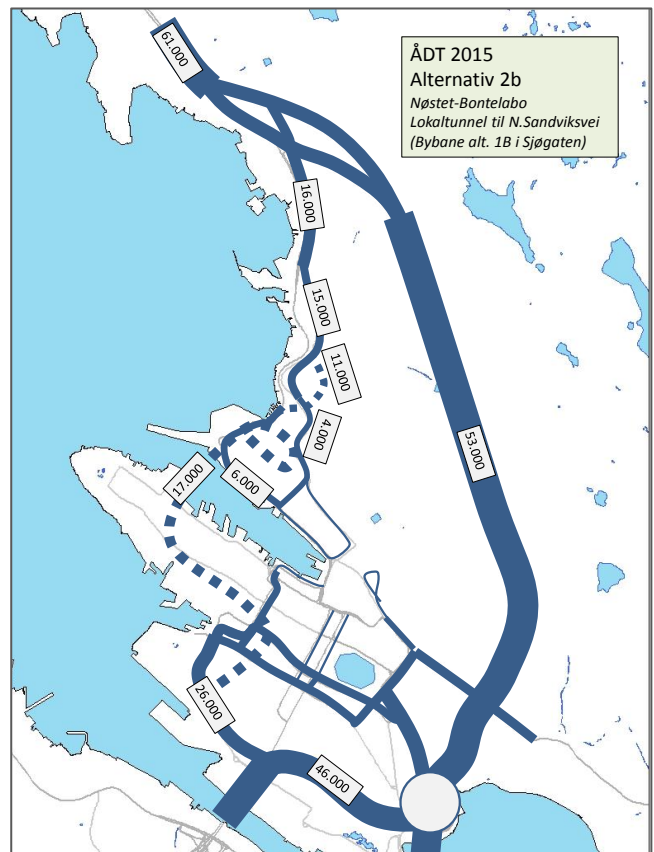 61.000
ÅDT 2015
Alternativ 2b
Nøstet-Bontelabo
Lokaltunnel til N.Sandviksvei
(Bybane alt. 1B i Sjøgaten)
16.000
15.000
11.000
4.000
53.000
17.000
6.000
26.000
46.000